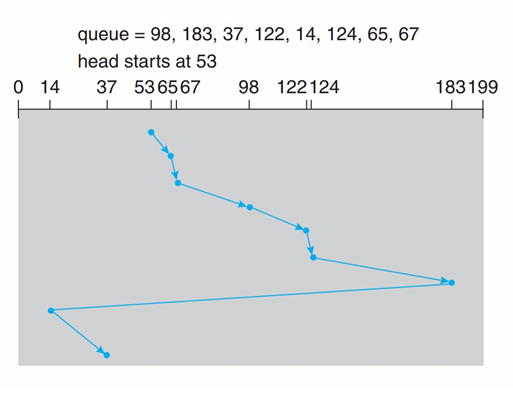 queue = 98, 183, 37, 122, 14, 124, 65, 67
head starts at 53
0 14 37 53 65 67 98 122 124 183 199